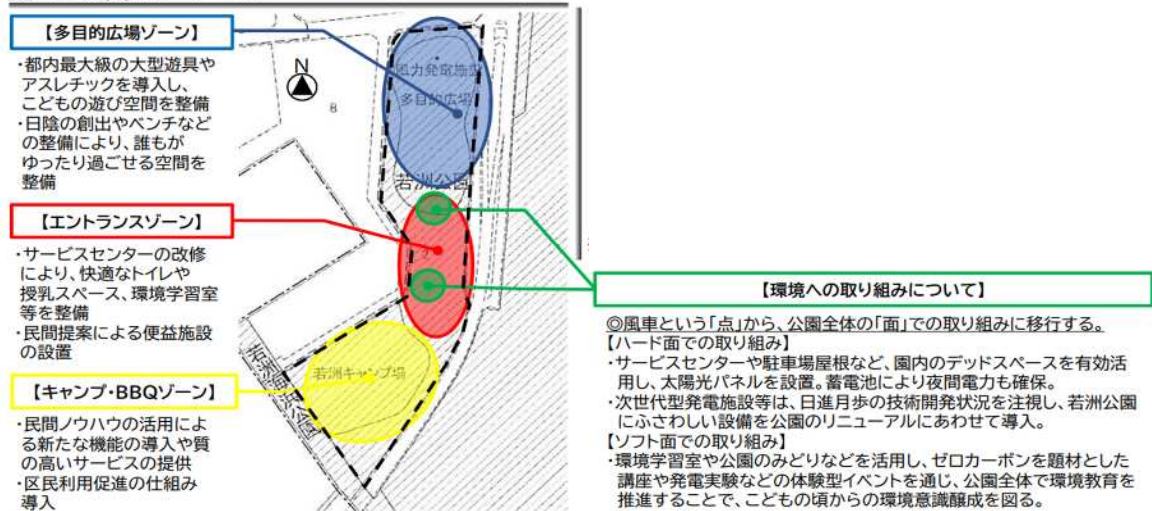 【多目的広場ゾーン】
・都内最大級の大型遊具や
アスレチックを導入し、
こどもの遊び空間を整備
・日陰の創出やベンチなど
の整備により、誰もが
ゆったり過ごせる空間を
整備
【エントランスゾーン】
・サービスセンターの改修
により、快適なトイレや
授乳スペース、環境学習室
等を整備
・民間提案による便益施設
の設置
【キャンプ・BBQゾーン】
・民間ノウハウの活用によ
る新たな機能の導入や質
の高いサービスの提供
・区民利用促進の仕組み
導入
N
8
風力発電施設
多目的広場
若洲公園
2
若洲キャンプ場
若洲海浜公園
【環境への取り組みについて】
◎風車という「点」から、公園全体の「面」での取り組みに移行する。
【ハード面での取り組み】
・サービスセンターや駐車場屋根など、園内のデッドスペースを有効活
用し、太陽光パネルを設置。蓄電池により夜間電力も確保。
・次世代型発電施設等は、日進月歩の技術開発状況を注視し、若洲公園
にふさわしい設備を公園のリニューアルにあわせて導入。
【ソフト面での取り組み】
・環境学習室や公園のみどりなどを活用し、ゼロカーボンを題材とした
講座や発電実験などの体験型イベントを通じ、公園全体で環境教育を
推進することで、こどもの頃からの環境意識醸成を図る。